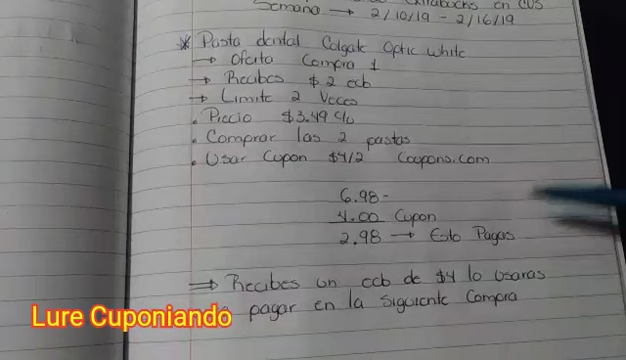 Extrabucks en CVS
Semana → 2/10/19 - 2/16/19
* Pasta dental Colgate Optic White
→ Oferta Compra 1
→ Recibes $2 ecb
→ Limite 2 Veces
. Precio $3.49 c/u
. Comprar las 2 pastas
. Usar Cupon $4/2 Coupons.com
6.98 -
4.00 Cupon
2.98 → Esto Pagas
⇒ Recibes un ecb de $4 lo usaras
pagar en la siguiente Compra
Lure Cuponiando